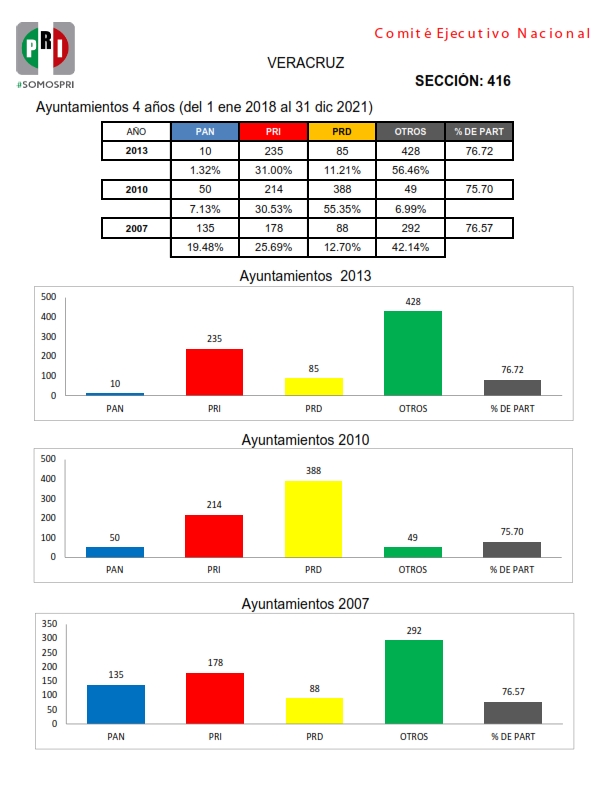 Comité Ejecutivo Nacional
PRI
#SOMOSPRI
VERACRUZ
SECCIÓN: 416
Ayuntamientos 4 años (del 1 ene 2018 al 31 dic 2021)
AÑO PAN PRI PRD OTROS % DE PART
2013 10 235 85 428 76.72
1.32% 31.00% 11.21% 56.46%
2010 50 214 388 49 75.70
7.13% 30.53% 55.35% 6.99%
2007 135 178 88 292 76.57
19.48% 25.69% 12.70% 42.14%
Ayuntamientos 2013
500
400
300
200
100
0
10 235 85 428 76.72
PAN PRI PRD OTROS % DE PART
Ayuntamientos 2010
500
400
300
200
100
0
50 214 388 49 75.70
PAN PRI PRD OTROS % DE PART
Ayuntamientos 2007
350
300
250
200
150
100
50
0
135 178 88 292 76.57
PAN PRI PRD OTROS % DE PART